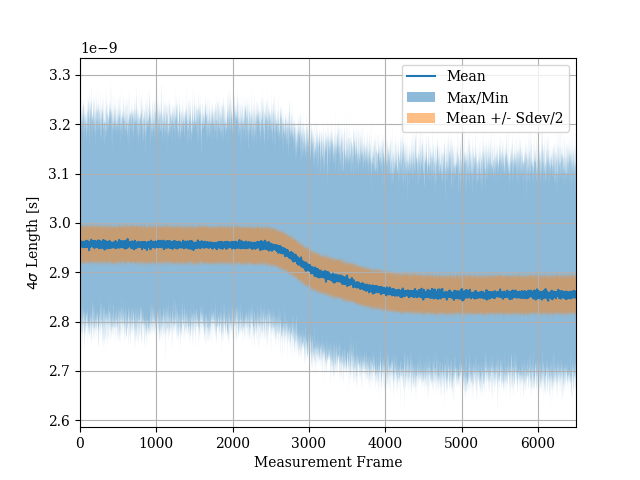 1e−9
3.3
3.2
3.1
3.0
2.9
2.8
2.7
2.6
4σ Length [s]
0 1000 2000 3000 4000 5000 6000
Measurement Frame
Mean
Max/Min
Mean +/- Sdev/2